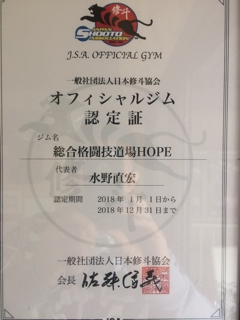 修斗
JAPAN
SHOOTO
ASSOCIATION
J.S.A. OFFICIAL GYM
一般社団法人日本修斗協会
オフィシャルジム
認定証
ジム名
総合格闘技道場HOPE
代表者
水野直宏
認定期間 2018年 1月 1日から
2018年12月31日まで
一般社団法人日本修斗協会
会長